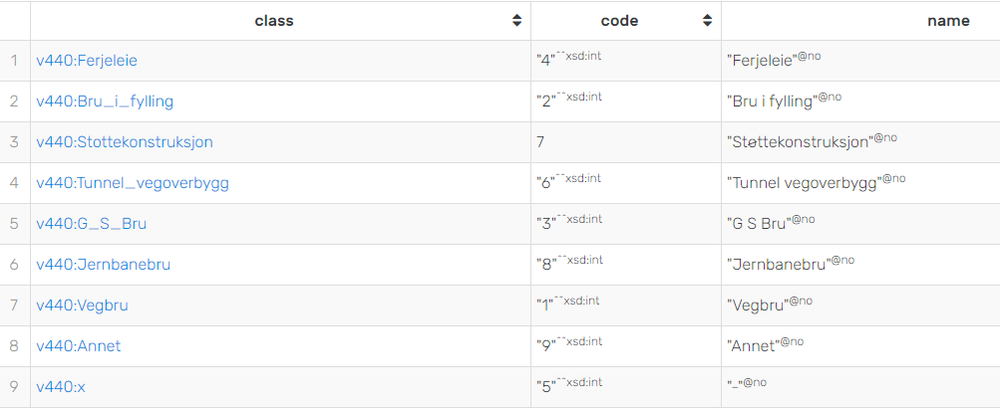 class code name
1 v440:Ferjeleie "4"^^xsd:int "Ferjeleie"@no
2 v440:Bru_i_fylling "2"^^xsd:int "Bru i fylling"@no
3 v440:Stottekonstruksjon 7 "Støttekonstruksjon"@no
4 v440:Tunnel_vegoverbygg "6"^^xsd:int "Tunnel vegoverbygg"@no
5 v440:G_S_Bru "3"^^xsd:int "G S Bru"@no
6 v440:Jernbanebru "8"^^xsd:int "Jernbanebru"@no
7 v440:Vegbru "1"^^xsd:int "Vegbru"@no
8 v440:Annet "9"^^xsd:int "Annet"@no
9 v440:x "5"^^xsd:int "-"@no